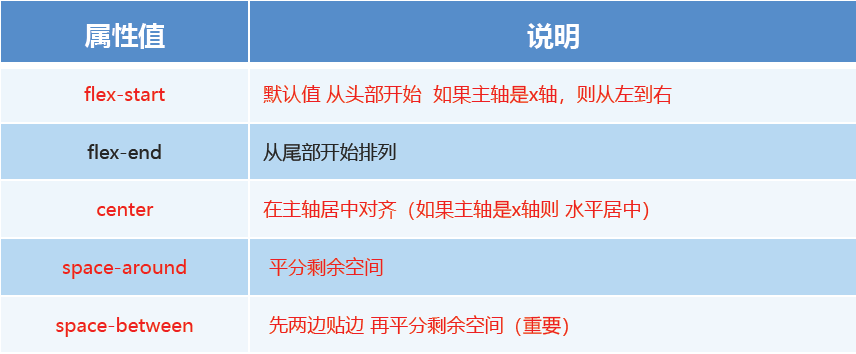 属性值 说明
flex-start 默认值 从头部开始 如果主轴是x轴，则从左到右
flex-end 从尾部开始排列
center 在主轴居中对齐（如果主轴是x轴则 水平居中）
space-around 平分剩余空间
space-between 先两边贴边 再平分剩余空间（重要）